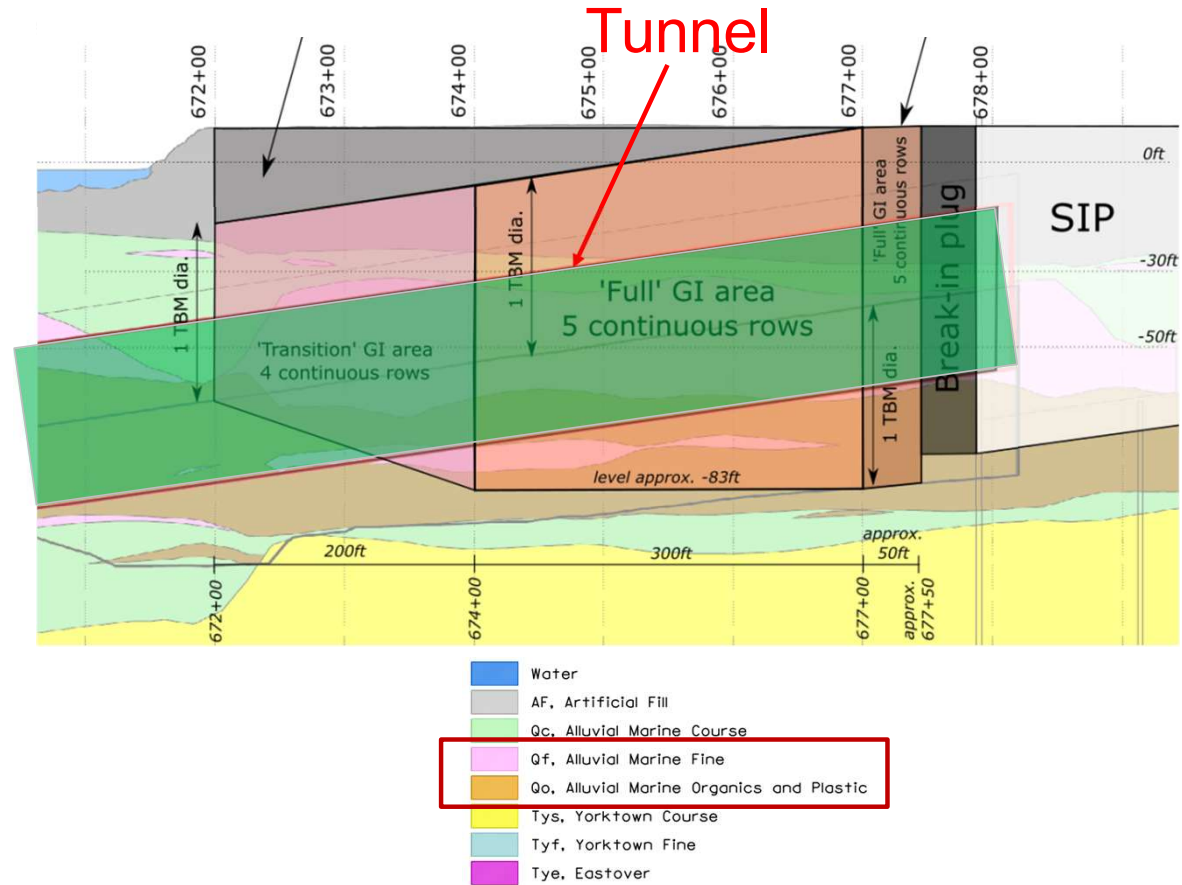 Tunnel
672+00
673+00
674+00
675+00
676+00
677+00
678+00
0ft
-30ft
-50ft
1 TBM dia.
1 TBM dia.
'Full' GI area
5 continuous rows
Break-in plug
SIP
'Full' GI area
5 continuous rows
'Transition' GI area
4 continuous rows
1 TBM dia.
level approx. -83ft
200ft
300ft
approx.
50ft
672+00
674+00
677+00
approx.
677+50
Water
AF, Artificial Fill
Qc, Alluvial Marine Course
Qf, Alluvial Marine Fine
Qo, Alluvial Marine Organics and Plastic
Tys, Yorktown Course
Tyf, Yorktown Fine
Tye, Eastover